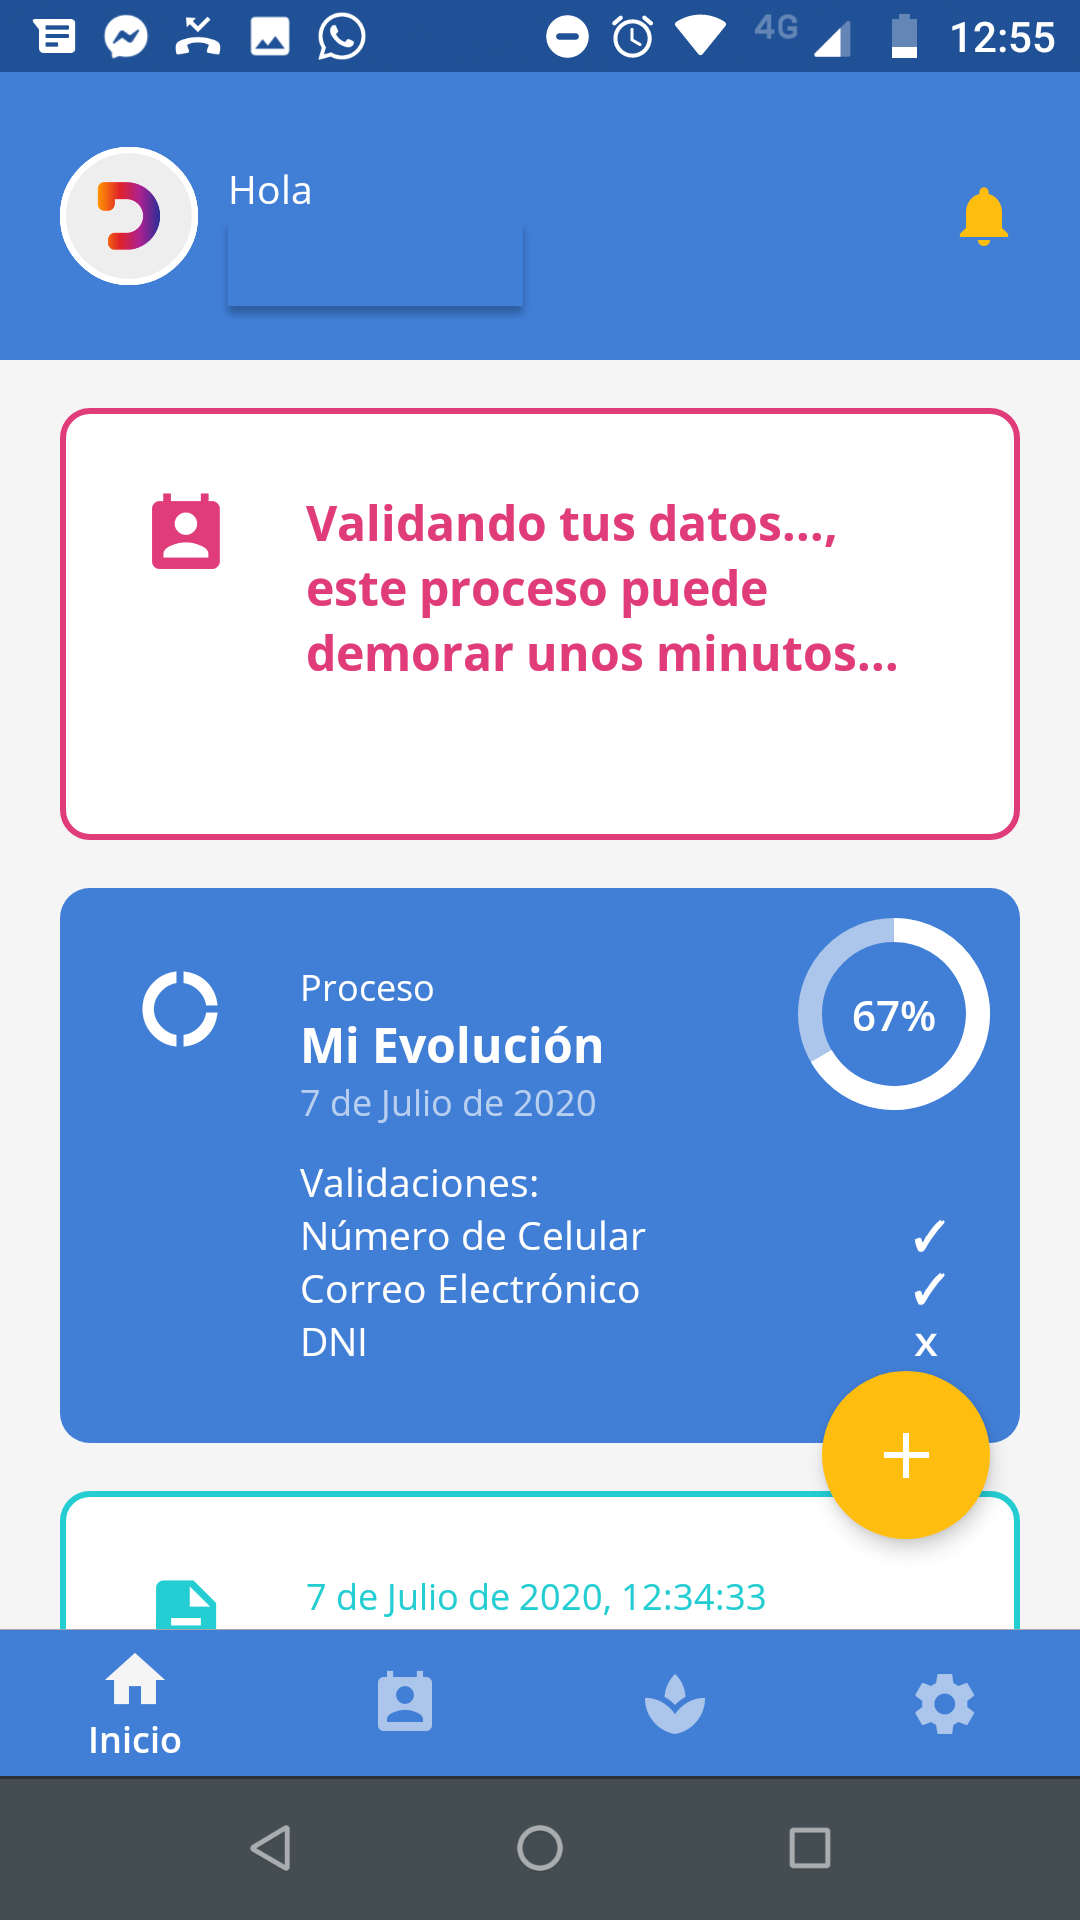 4G 12:55
Hola
Validando tus datos...,
este proceso puede
demorar unos minutos...
Proceso
Mi Evolución
7 de Julio de 2020
67%
Validaciones:
Número de Celular ✓
Correo Electrónico ✓
DNI x
7 de Julio de 2020, 12:34:33
Inicio